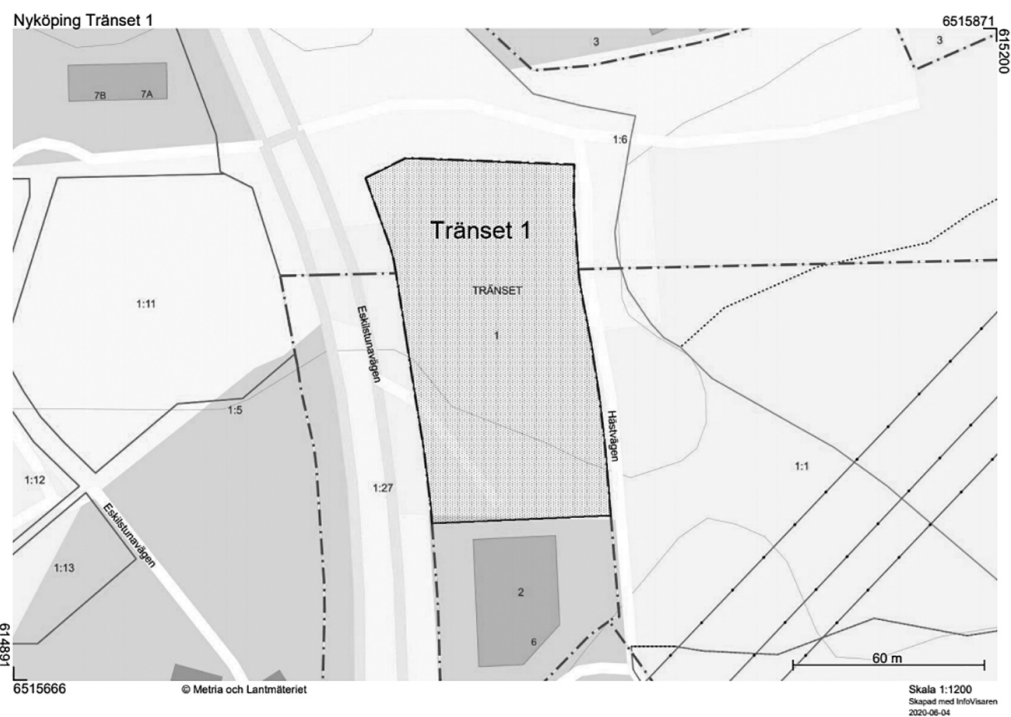 Nyköping Tränset 1
6515871
615200
3
3
7B
7A
1:6
Tränset 1
TRÄNSET
1
1:11
Eskilstunavägen
1:5
Hästvägen
1:1
1:12
1:27
Eskilstunavägen
1:13
2
6
614891
6515666
© Metria och Lantmäteriet
60 m
Skala 1:1200
Skapad med InfoVisaren
2020-06-04